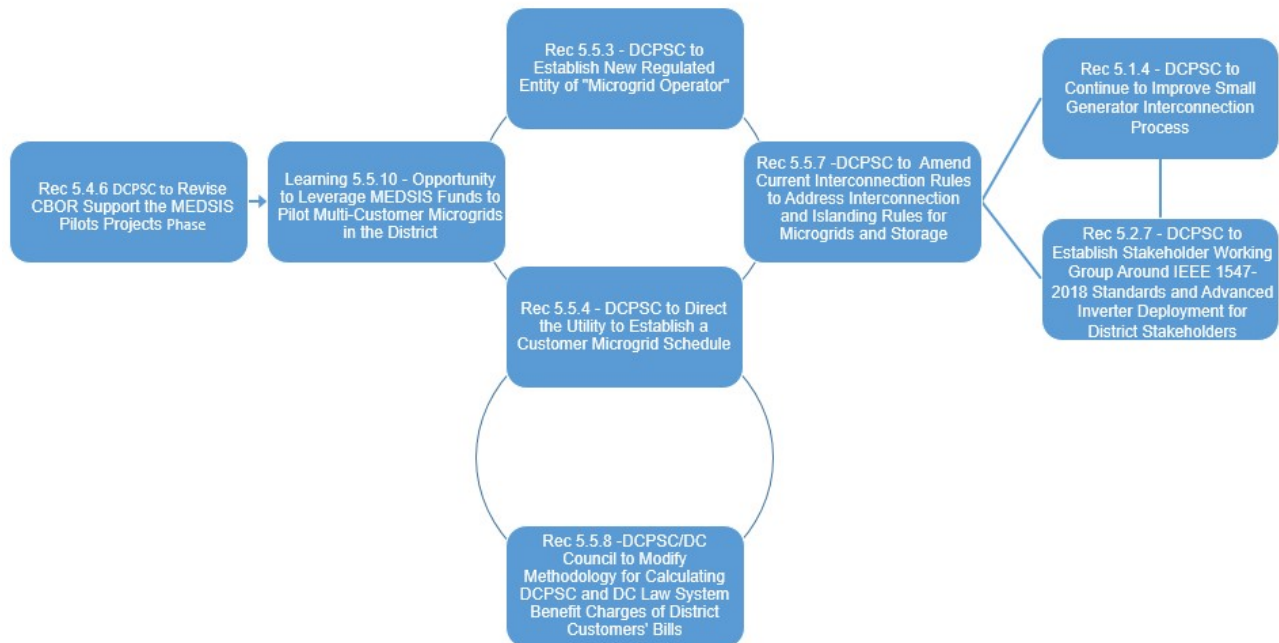 Rec 5.5.3 - DCPSC to
Establish New Regulated
Entity of "Microgrid Operator"
Rec 5.1.4 - DCPSC to
Continue to Improve Small
Generator Interconnection
Process
Rec 5.4.6 DCPSC to Revise
CBOR Support the MEDSIS
Pilots Projects Phase
Learning 5.5.10 - Opportunity
to Leverage MEDSIS Funds to
Pilot Multi-Customer Microgrids
in the District
Rec 5.5.7 -DCPSC to Amend
Current Interconnection Rules
to Address Interconnection
and Islanding Rules for
Microgrids and Storage
Rec 5.2.7 - DCPSC to
Establish Stakeholder Working
Group Around IEEE 1547-
2018 Standards and Advanced
Inverter Deployment for
District Stakeholders
Rec 5.5.4 - DCPSC to Direct
the Utility to Establish a
Customer Microgrid Schedule
Rec 5.5.8 -DCPSC/DC
Council to Modify
Methodology for Calculating
DCPSC and DC Law System
Benefit Charges of District
Customers' Bills